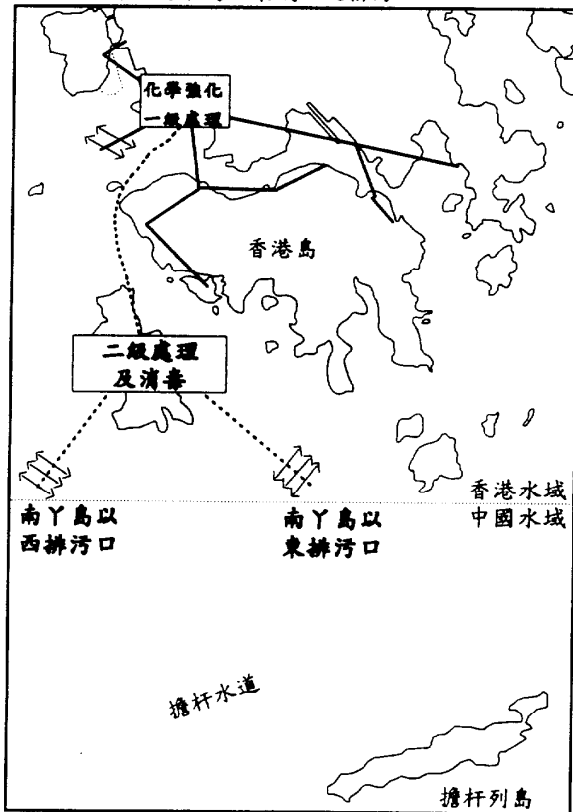 化學強化
一級處理
香港島
二級處理
及消毒
香港水域
中國水域
南丫島以
西排污口
南丫島以
東排污口
擔杆水道
擔杆列島